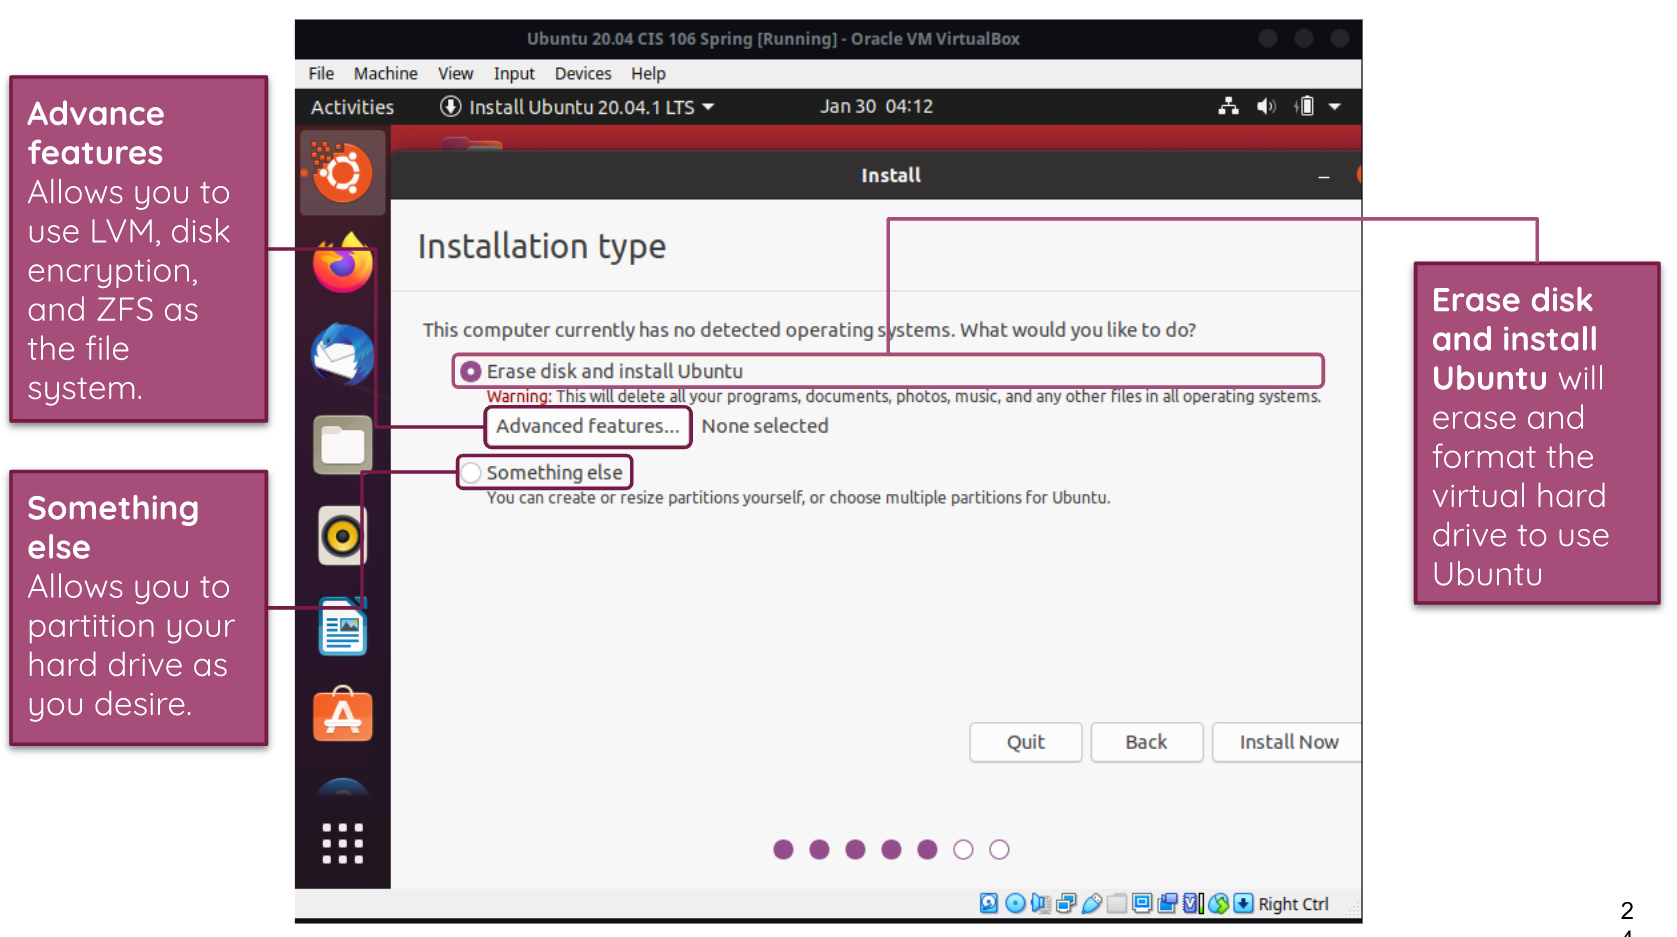 Ubuntu 20.04 CIS 106 Spring [Running] - Oracle VM VirtualBox
File Machine View Input Devices Help
Activities Install Ubuntu 20.04.1 LTS Jan 30 04:12
Install
Installation type
This computer currently has no detected operating systems. What would you like to do?
Erase disk and install Ubuntu
Warning: This will delete all your programs, documents, photos, music, and any other files in all operating systems.
Advanced features... None selected
Something else
You can create or resize partitions yourself, or choose multiple partitions for Ubuntu.
Quit Back Install Now
Right Ctrl
Advance
features
Allows you to
use LVM, disk
encryption,
and ZFS as
the file
system.
Something
else
Allows you to
partition your
hard drive as
you desire.
Erase disk
and install
Ubuntu will
erase and
format the
virtual hard
drive to use
Ubuntu
2
4